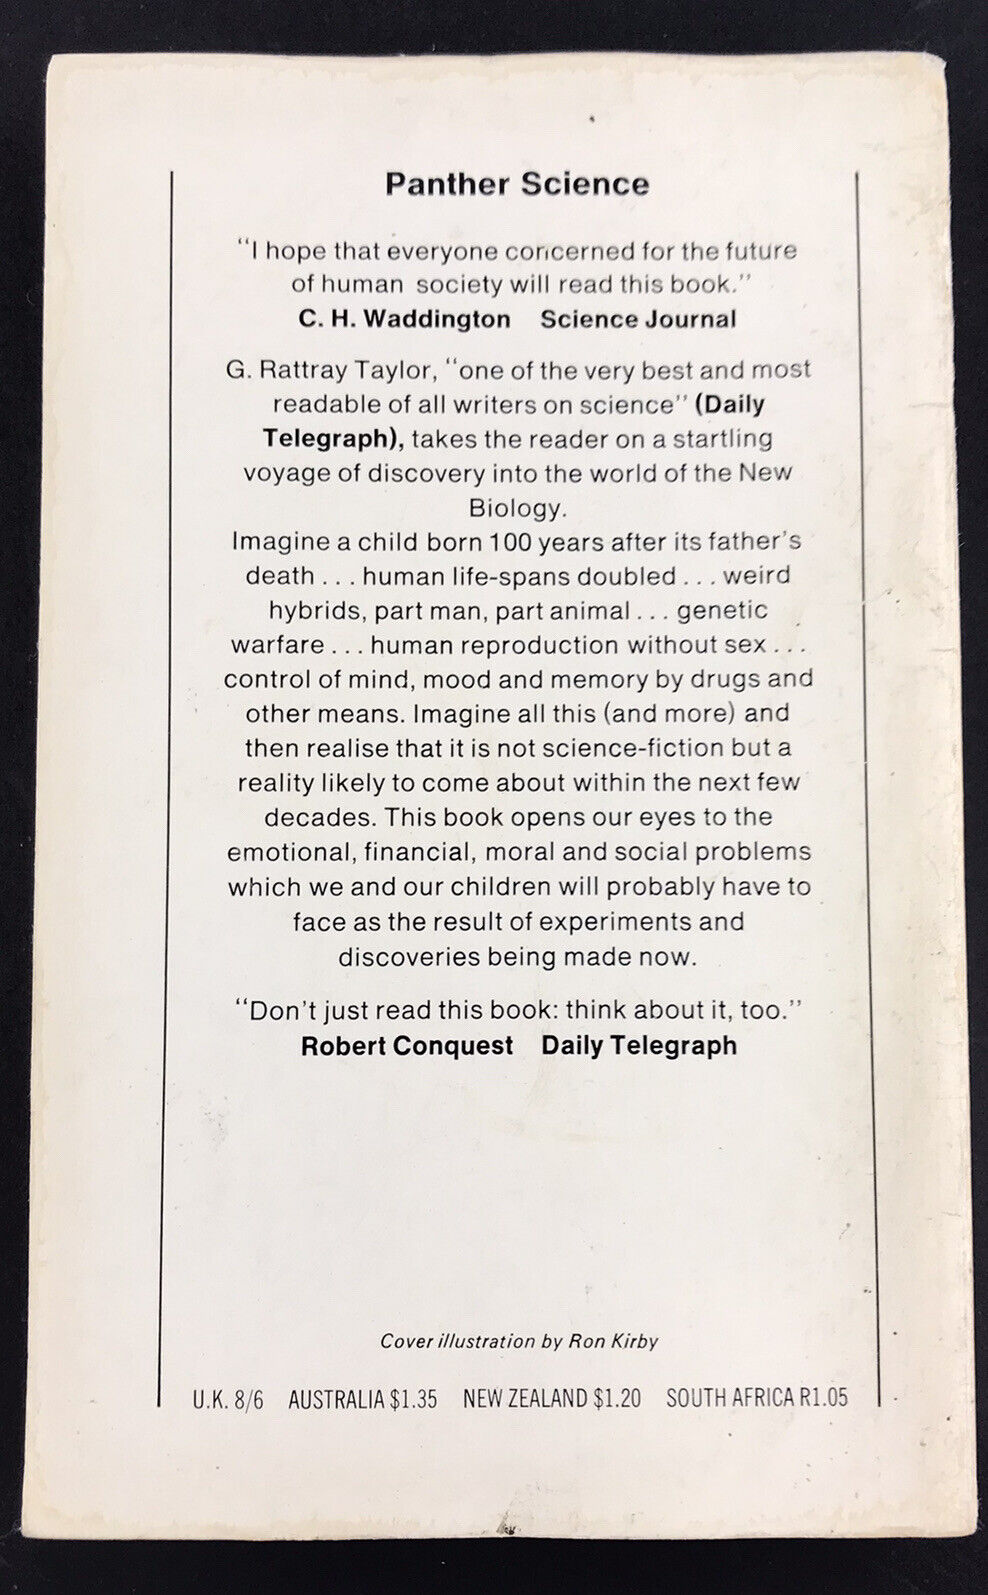 Panther Science
“I hope that everyone concerned for the future
of human society will read this book.”
C. H. Waddington Science Journal
G. Rattray Taylor, “one of the very best and most
readable of all writers on science” (Daily
Telegraph), takes the reader on a startling
voyage of discovery into the world of the New
Biology.
Imagine a child born 100 years after its father's
death . . . human life-spans doubled . . . weird
hybrids, part man, part animal . . . genetic
warfare . . . human reproduction without sex . . .
control of mind, mood and memory by drugs and
other means. Imagine all this (and more) and
then realise that it is not science-fiction but a
reality likely to come about within the next few
decades. This book opens our eyes to the
emotional, financial, moral and social problems
which we and our children will probably have to
face as the result of experiments and
discoveries being made now.
“Don't just read this book: think about it, too.”
Robert Conquest Daily Telegraph
Cover illustration by Ron Kirby
U.K. 8/6 AUSTRALIA $1.35 NEW ZEALAND $1.20 SOUTH AFRICA R1.05